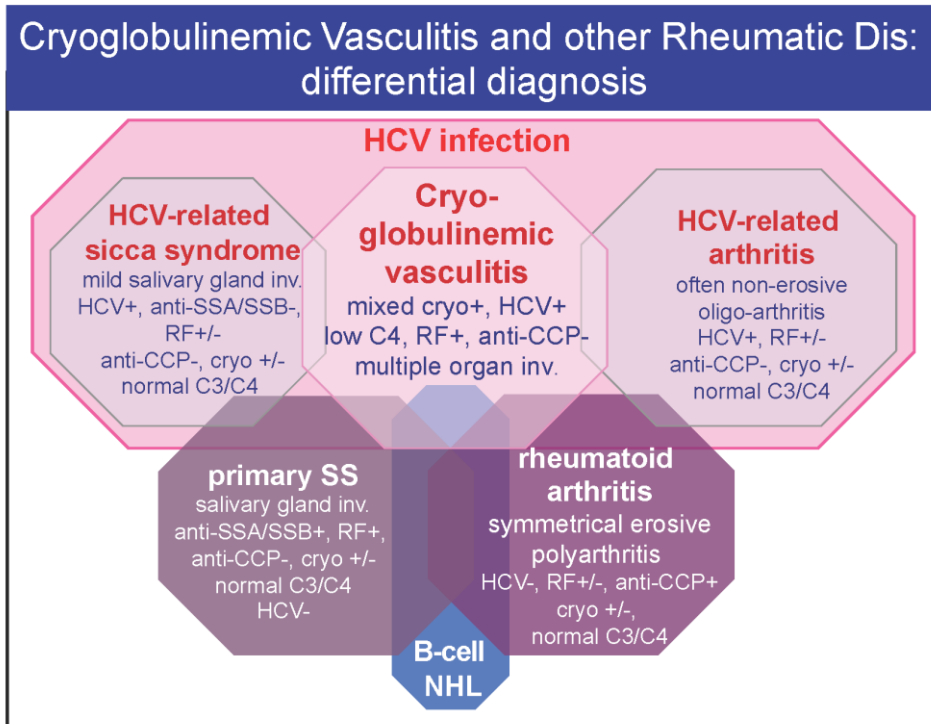 Cryoglobulinemic Vasculitis and other Rheumatic Dis:
differential diagnosis
HCV infection
HCV-related
sicca syndrome
mild salivary gland inv.
HCV+, anti-SSA/SSB-,
RF+/-
anti-CCP-, cryo +/-
normal C3/C4
Cryo-
globulinemic
vasculitis
mixed cryo+, HCV+
low C4, RF+, anti-CCP-
multiple organ inv.
HCV-related
arthritis
often non-erosive
oligo-arthritis
HCV+, RF+/-
anti-CCP-, cryo +/-
normal C3/C4
primary SS
salivary gland inv.
anti-SSA/SSB+, RF+,
anti-CCP-, cryo +/-
normal C3/C4
HCV-
rheumatoid
arthritis
symmetrical erosive
polyarthritis
HCV-, RF+/-, anti-CCP+
cryo +/-,
normal C3/C4
B-cell
NHL